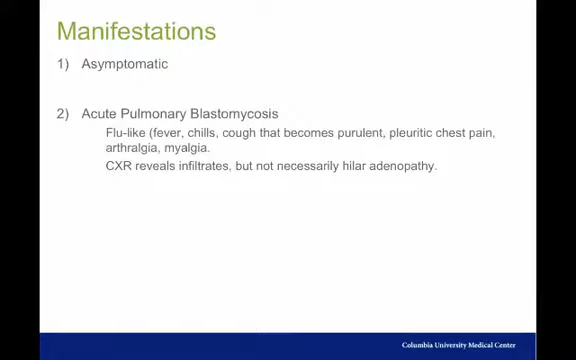 Manifestations
1) Asymptomatic
2) Acute Pulmonary Blastomycosis
Flu-like (fever, chills, cough that becomes purulent, pleuritic chest pain,
arthralgia, myalgia.
CXR reveals infiltrates, but not necessarily hilar adenopathy.
Columbia University Medical Center